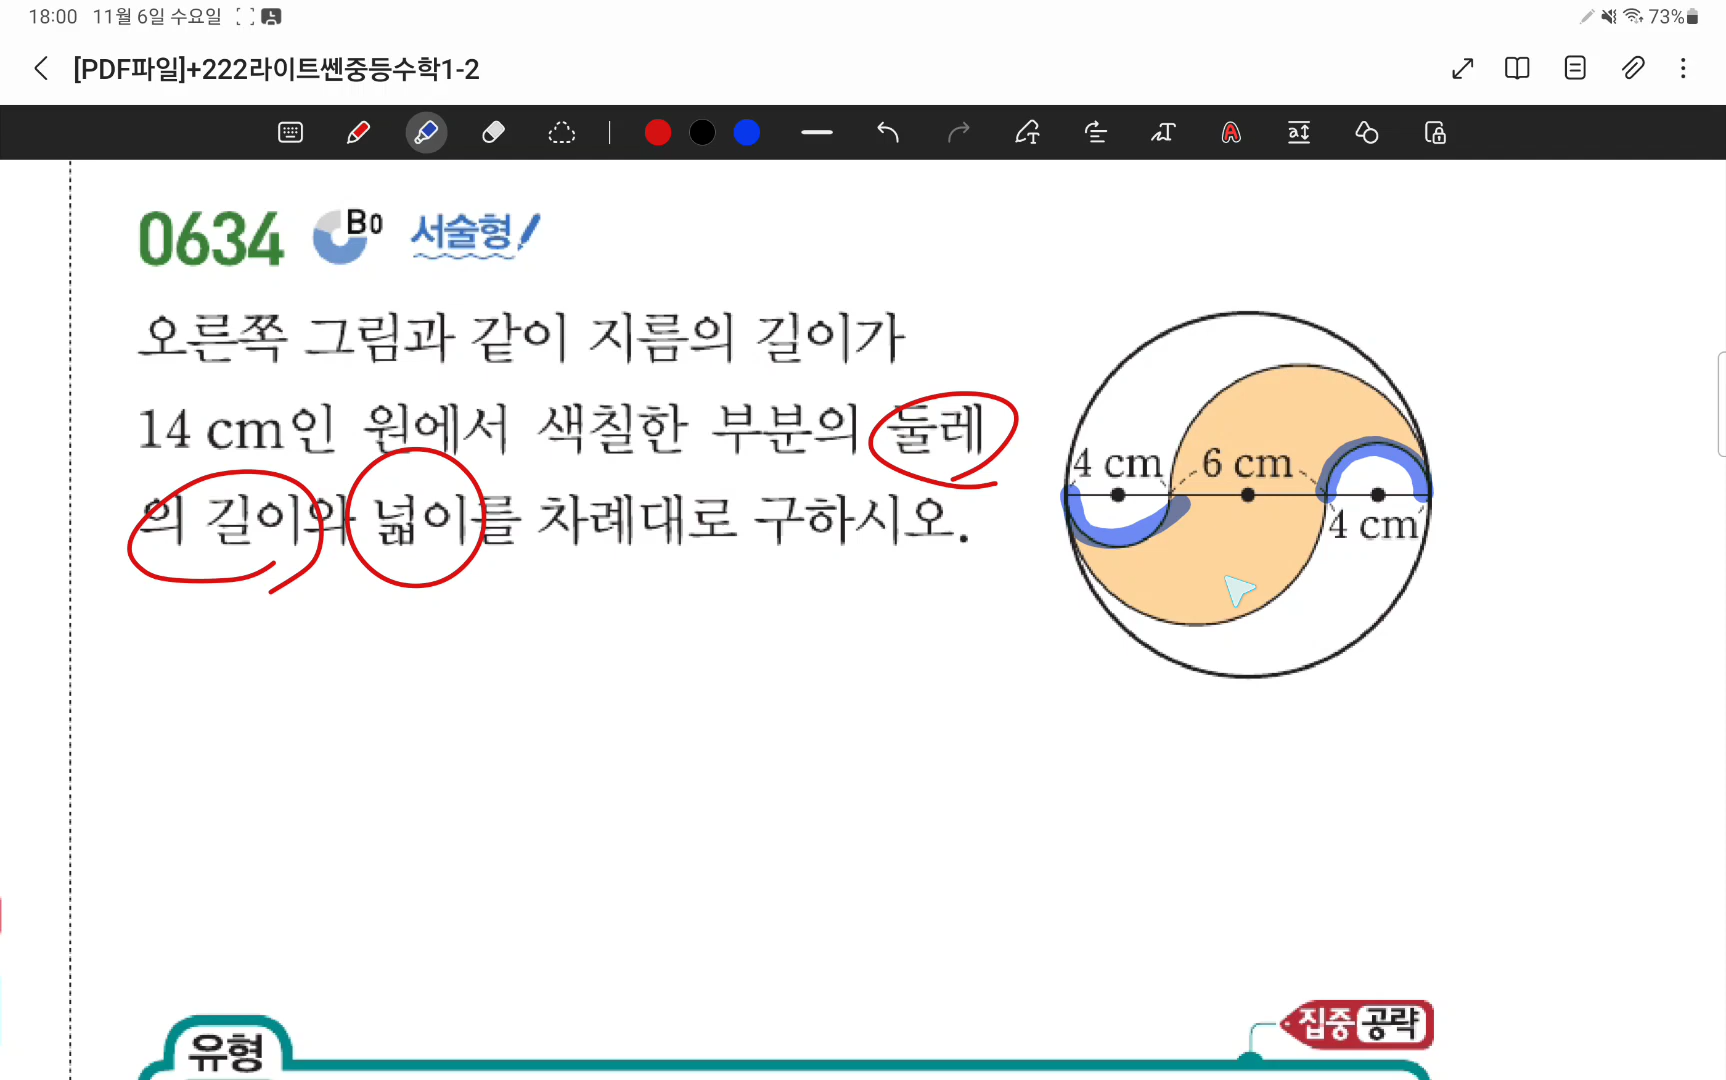 18:00 11월 6일 수요일
73%
[PDF파일]+222라이트쎈중등수학1-2
0634 B0 서술형
오른쪽 그림과 같이 지름의 길이가
14 cm인 원에서 색칠한 부분의 둘레
의 길이와 넓이를 차례대로 구하시오.
4 cm 6 cm
4 cm
집중 공략
유형